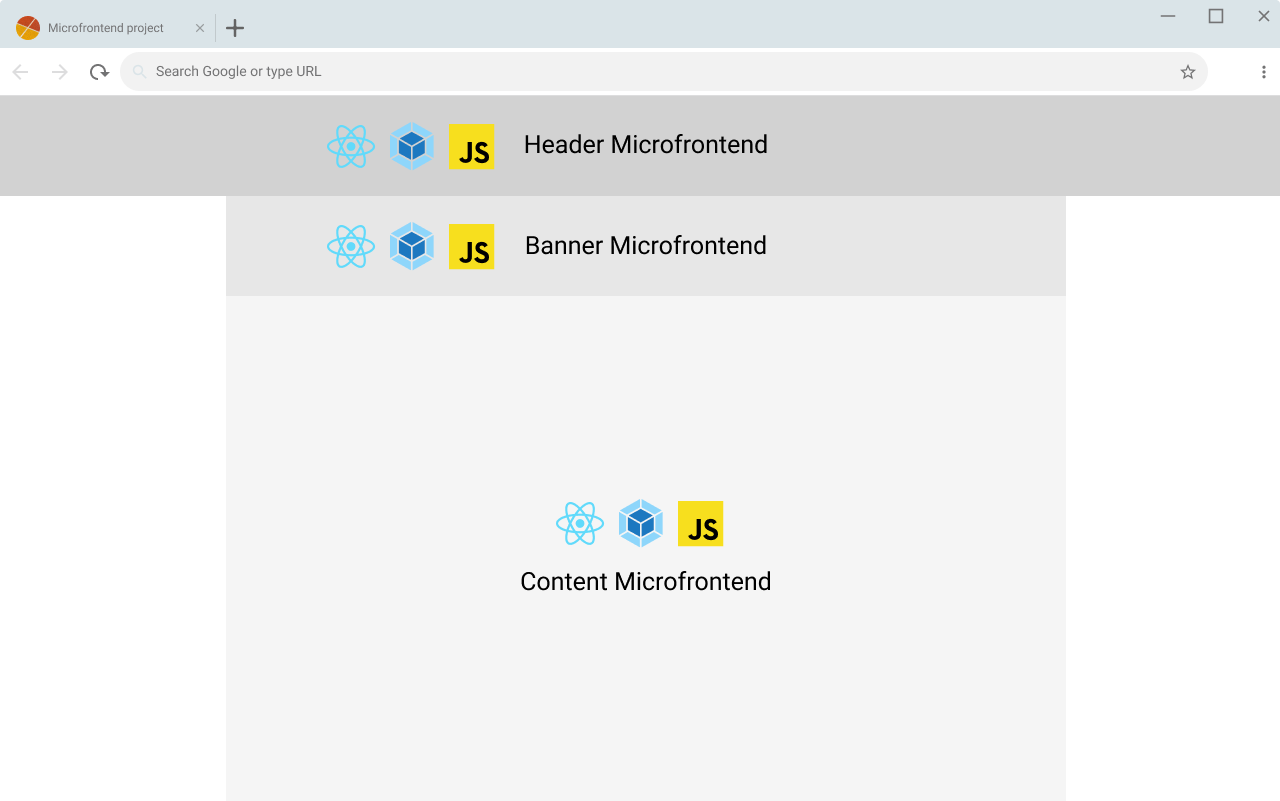 Microfrontend project
Search Google or type URL
JS Header Microfrontend
JS Banner Microfrontend
JS
Content Microfrontend